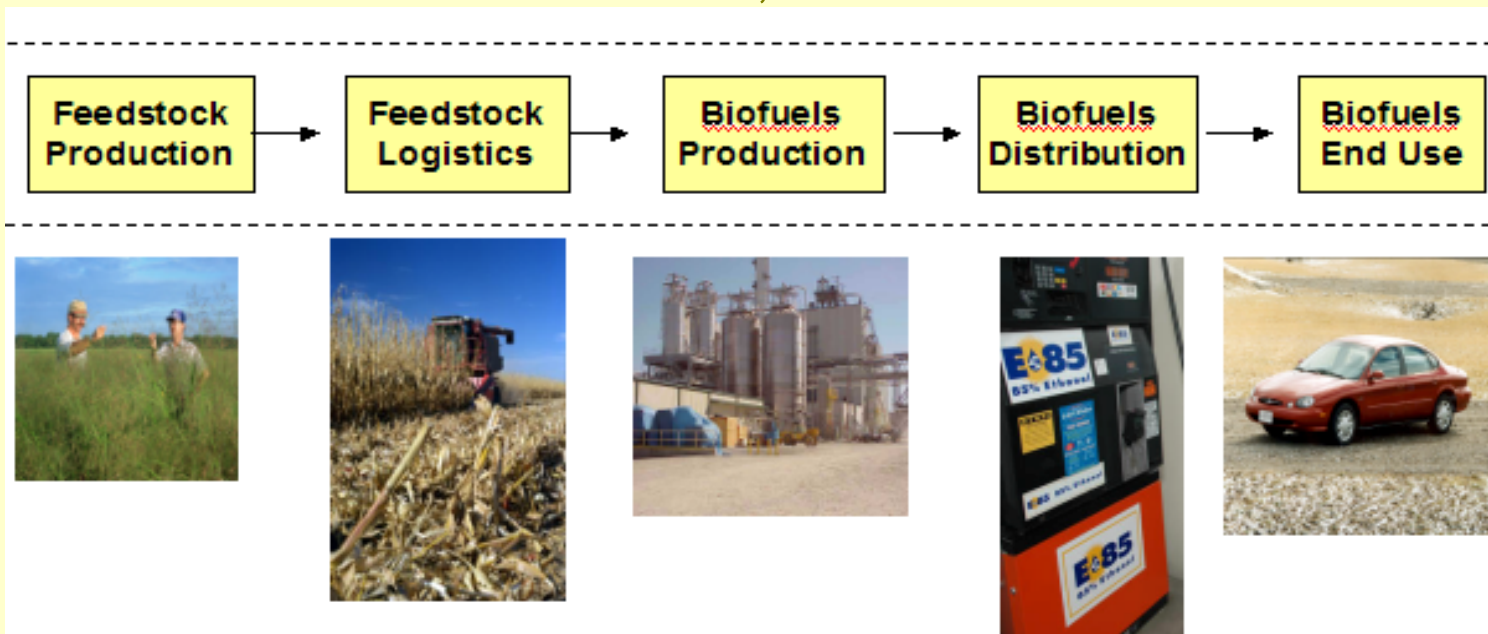 Feedstock
Production
Feedstock
Logistics
Biofuels
Production
Biofuels
Distribution
Biofuels
End Use
E85
85% Ethanol
E85 85% Ethanol
E85
85% Ethanol